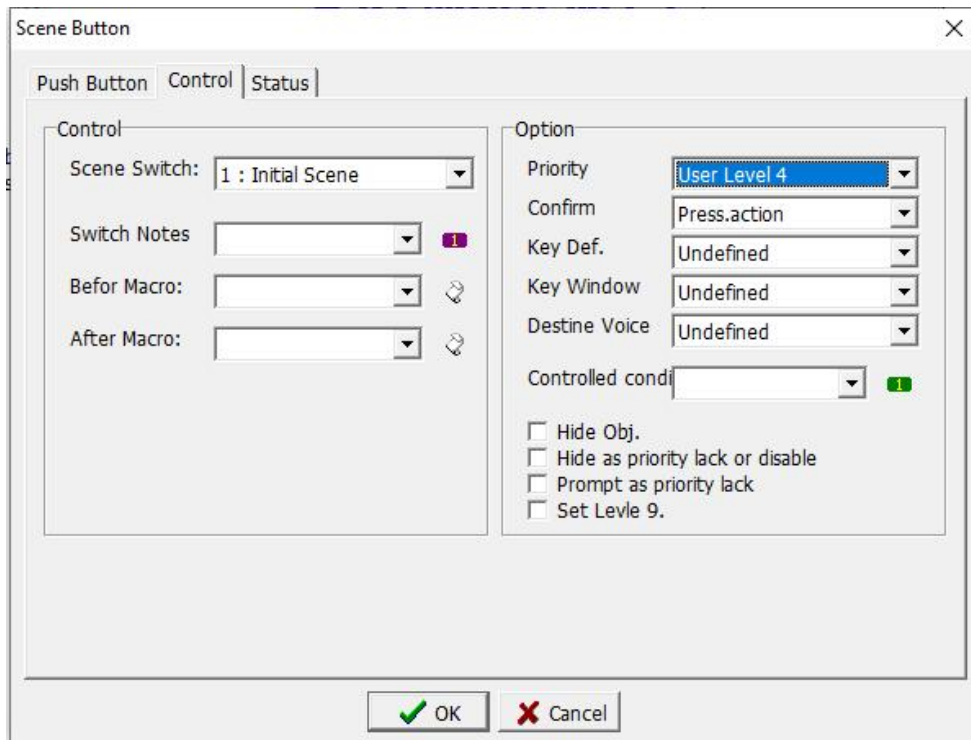 Scene Button
Push Button Control Status
Control
Scene Switch: 1 : Initial Scene
Switch Notes 1
Befor Macro:
After Macro:
Option
Priority User Level 4
Confirm Press.action
Key Def. Undefined
Key Window Undefined
Destine Voice Undefined
Controlled condi 1
Hide Obj.
Hide as priority lack or disable
Prompt as priority lack
Set Levle 9.
OK Cancel